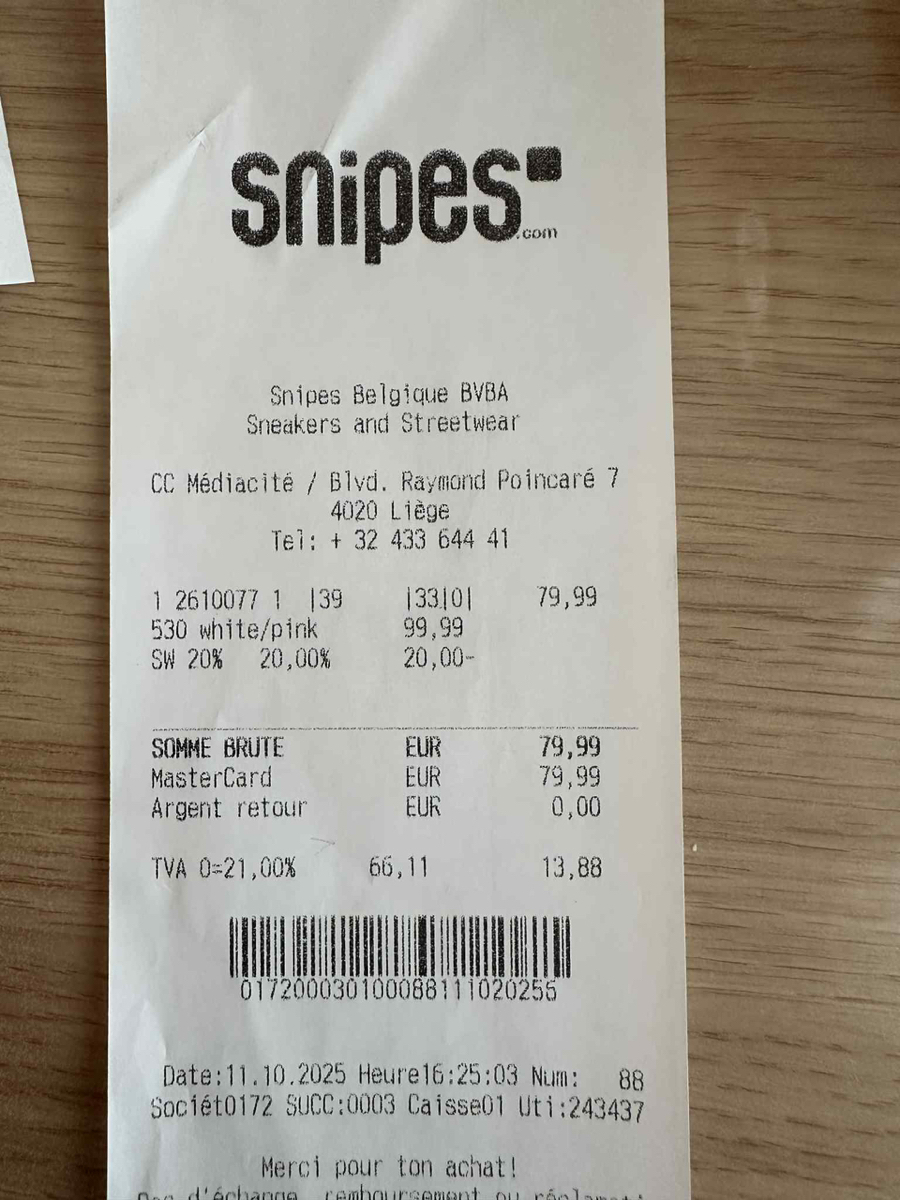 snipes
.com
Snipes Belgique BVBA
Sneakers and Streetwear
CC Médiacité / Blvd. Raymond Poincaré 7
4020 Liège
Tel: + 32 433 644 41
1 2610077 1 |39 |33|0| 79,99
530 white/pink 99,99
SW 20% 20,00% 20,00-
SOMME BRUTE EUR 79,99
MasterCard EUR 79,99
Argent retour EUR 0,00
TVA 0=21,00% 66,11 13,88
0172000301000881110202556
Date:11.10.2025 Heure16:25:03 Num: 88
Sociét0172 SUCC:0003 Caisse01 Uti:243437
Merci pour ton achat!
d'échange, remboursement ou